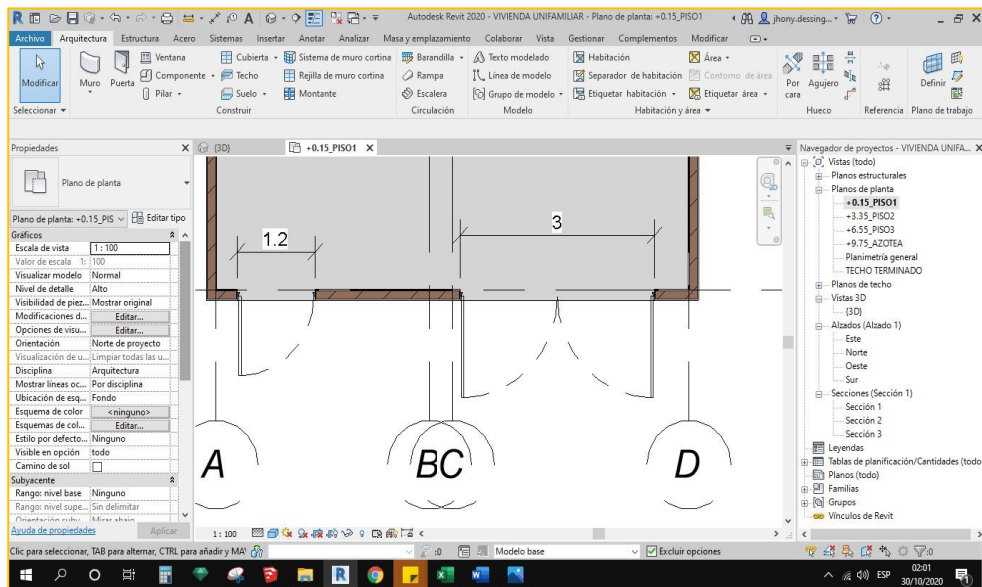 Autodesk Revit 2020 - VIVIENDA UNIFAMILIAR - Plano de planta: +0.15_PISO1
jhony.dessing...
Archivo Arquitectura Estructura Acero Sistemas Insertar Anotar Analizar Masa y emplazamiento Colaborar Vista Gestionar Complementos Modificar
Modificar
Muro
Puerta
Ventana
Componente
Pilar
Cubierta
Techo
Suelo
Sistema de muro cortina
Rejilla de muro cortina
Montante
Barandilla
Rampa
Escalera
Texto modelado
Línea de modelo
Grupo de modelo
Habitación
Separador de habitación
Etiquetar habitación
Área
Contorno de área
Etiquetar área
Por cara
Agujero
Definir
Seleccionar
Construir
Circulación
Modelo
Habitación y área
Hueco
Referencia
Plano de trabajo
Propiedades
{3D}
+0.15_PISO1
Navegador de proyectos - VIVIENDA UNIFA...
Plano de planta
Plano de planta: +0.15_PIS
Editar tipo
Gráficos
Escala de vista 1 : 100
Valor de escala 1: 100
Visualizar modelo Normal
Nivel de detalle Alto
Visibilidad de piez... Mostrar original
Modificaciones d... Editar...
Opciones de visu... Editar...
Orientación Norte de proyecto
Visualización de u... Limpiar todas las u...
Disciplina Arquitectura
Mostrar líneas oc... Por disciplina
Ubicación de esq... Fondo
Esquema de color <ninguno>
Esquemas de col... Editar...
Estilo por defecto... Ninguno
Visible en opción todo
Camino de sol
Subyacente
Rango: nivel base Ninguno
Rango: nivel supe... Sin delimitar
Orientación suby... Mirar abajo
Ayuda de propiedades
Aplicar
1.2
3
A
B
C
D
Vistas (todo)
Planos estructurales
Planos de planta
+0.15_PISO1
+3.35_PISO2
+6.55_PISO3
+9.75_AZOTEA
Planimetría general
TECHO TERMINADO
Planos de techo
Vistas 3D
{3D}
Alzados (Alzado 1)
Este
Norte
Oeste
Sur
Secciones (Sección 1)
Sección 1
Sección 2
Sección 3
Leyendas
Tablas de planificación/Cantidades (todo
Planos (todo)
Familias
Grupos
Vínculos de Revit
1 : 100
Clic para seleccionar, TAB para alternar, CTRL para añadir y MAY
:0
Modelo base
Excluir opciones
:0
ESP
02:01
30/10/2020